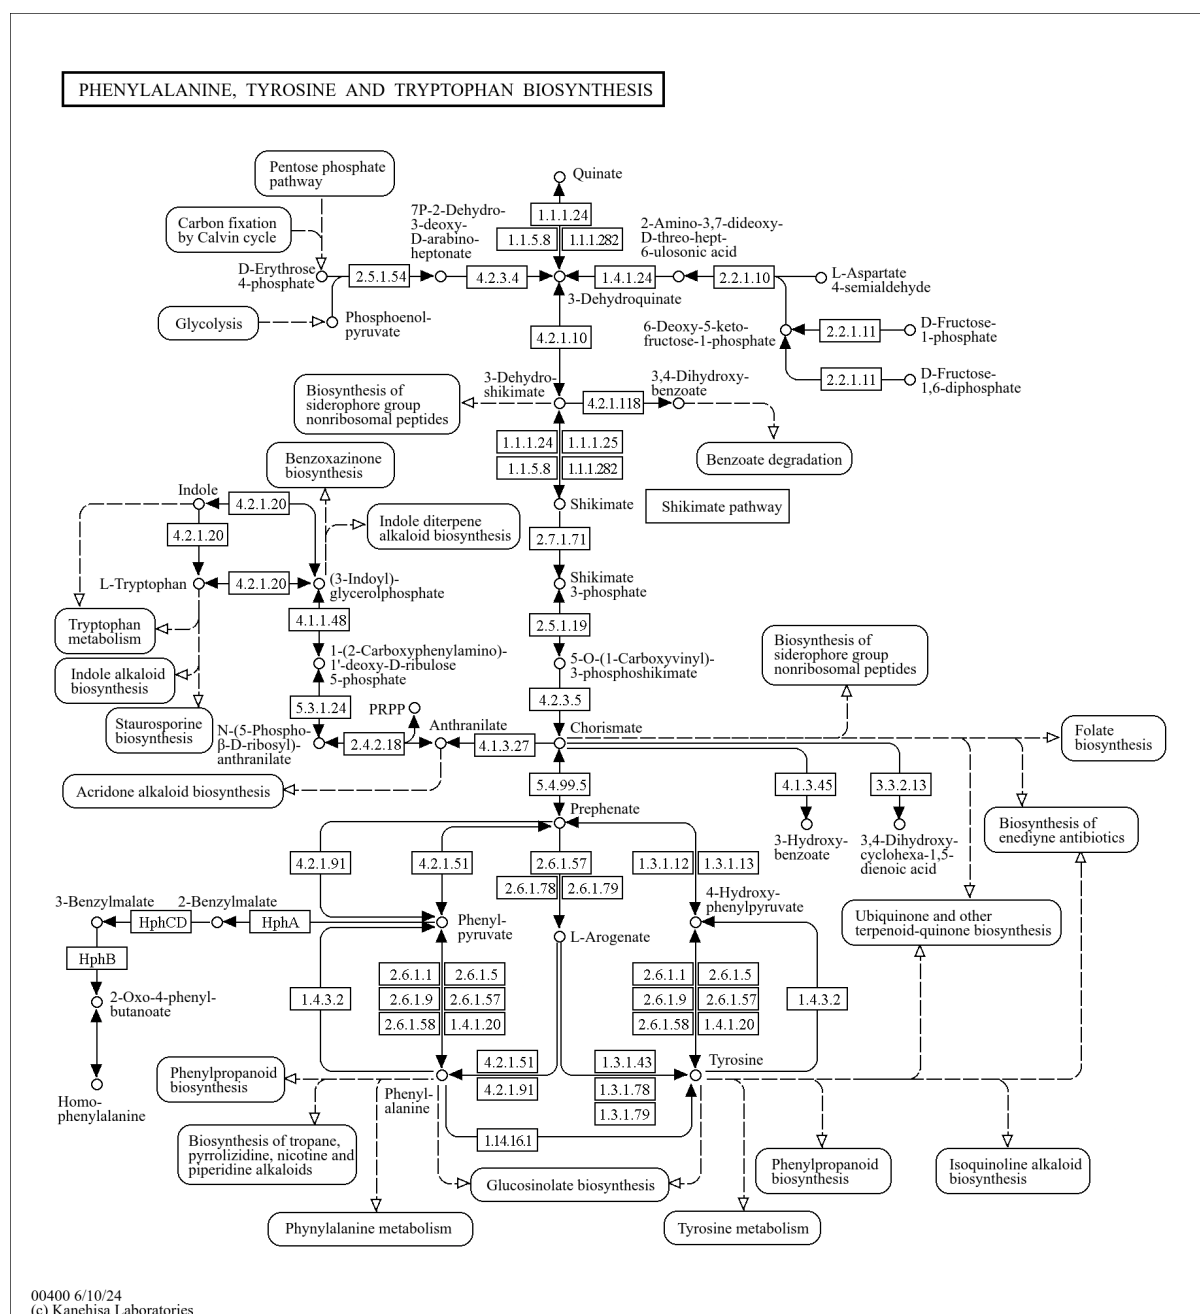 PHENYLALANINE, TYROSINE AND TRYPTOPHAN BIOSYNTHESIS
Pentose phosphate
pathway
Quinate
Carbon fixation
by Calvin cycle
7P-2-Dehydro-
3-deoxy-
D-arabino-
heptonate
1.1.1.24
1.1.5.8
1.1.1.282
2-Amino-3,7-dideoxy-
D-threo-hept-
6-ulosonic acid
D-Erythrose
4-phosphate
2.5.1.54
4.2.3.4
1.4.1.24
2.2.1.10
L-Aspartate
4-semialdehyde
3-Dehydroquinate
Glycolysis
Phosphoenol-
pyruvate
4.2.1.10
6-Deoxy-5-keto-
fructose-1-phosphate
2.2.1.11
D-Fructose-
1-phosphate
2.2.1.11
D-Fructose-
1,6-diphosphate
Biosynthesis of
siderophore group
nonribosomal peptides
3-Dehydro-
shikimate
4.2.1.118
3,4-Dihydroxy-
benzoate
1.1.1.24
1.1.1.25
1.1.5.8
1.1.1.282
Benzoate degradation
Benzoxazinone
biosynthesis
Indole
4.2.1.20
Shikimate
Shikimate pathway
4.2.1.20
Indole diterpene
alkaloid biosynthesis
2.7.1.71
L-Tryptophan
4.2.1.20
(3-Indoyl)-
glycerolphosphate
Shikimate
3-phosphate
Tryptophan
metabolism
4.1.1.48
2.5.1.19
Indole alkaloid
biosynthesis
1-(2-Carboxyphenylamino)-
1'-deoxy-D-ribulose
5-phosphate
5-O-(1-Carboxyvinyl)-
3-phosphoshikimate
Biosynthesis of
siderophore group
nonribosomal peptides
Staurosporine
biosynthesis
5.3.1.24
PRPP
4.2.3.5
N-(5-Phospho-
β-D-ribosyl)-
anthranilate
2.4.2.18
Anthranilate
4.1.3.27
Chorismate
Folate
biosynthesis
Acridone alkaloid biosynthesis
5.4.99.5
4.1.3.45
3.3.2.13
Prephenate
3-Hydroxy-
benzoate
3,4-Dihydroxy-
cyclohexa-1,5-
dienoic acid
Biosynthesis of
enediyne antibiotics
4.2.1.91
4.2.1.51
2.6.1.57
2.6.1.78
2.6.1.79
1.3.1.12
1.3.1.13
3-Benzylmalate
2-Benzylmalate
HphCD
HphA
Phenyl-
pyruvate
L-Arogenate
4-Hydroxy-
phenylpyruvate
Ubiquinone and other
terpenoid-quinone biosynthesis
HphB
2-Oxo-4-phenyl-
butanoate
1.4.3.2
2.6.1.1
2.6.1.5
2.6.1.9
2.6.1.57
2.6.1.58
1.4.1.20
2.6.1.1
2.6.1.5
2.6.1.9
2.6.1.57
2.6.1.58
1.4.1.20
1.4.3.2
Homo-
phenylalanine
Phenylpropanoid
biosynthesis
Phenyl-
alanine
4.2.1.51
4.2.1.91
1.3.1.43
1.3.1.78
1.3.1.79
Tyrosine
1.14.16.1
Biosynthesis of tropane,
pyrrolizidine, nicotine and
piperidine alkaloids
Glucosinolate biosynthesis
Phenylpropanoid
biosynthesis
Isoquinoline alkaloid
biosynthesis
Phynylalanine metabolism
Tyrosine metabolism
00400 6/10/24
(c) Kanehisa Laboratories